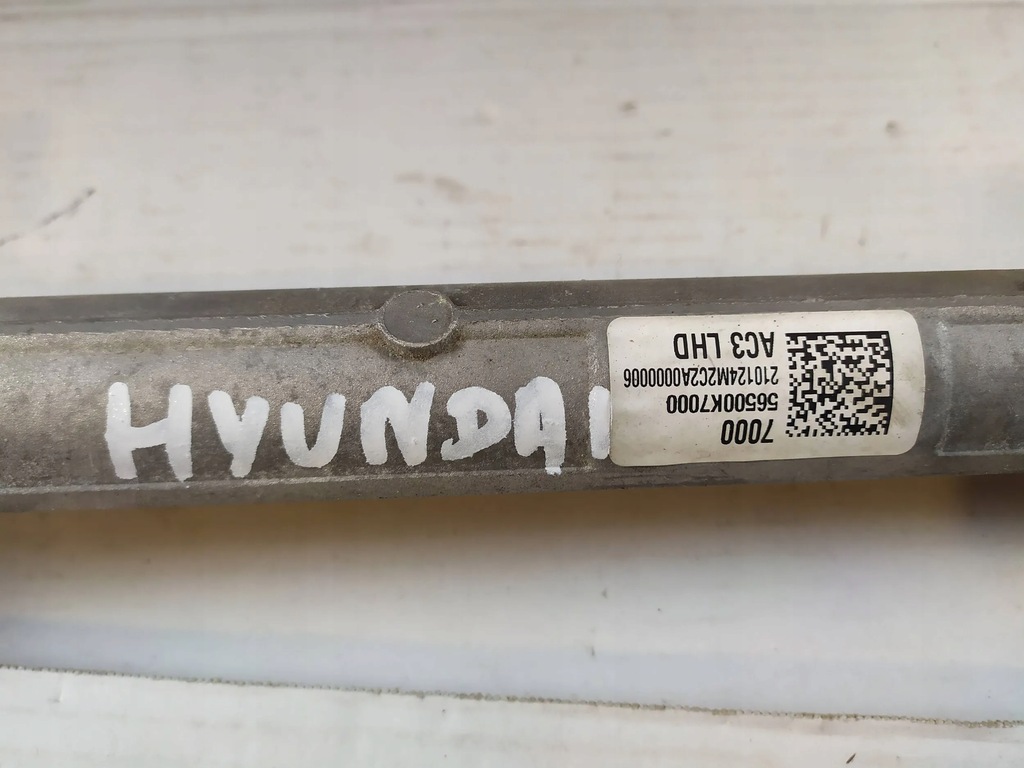 HYUNDAI
7000
56500K7000
210124M2C2A0000006
AC3 LHD